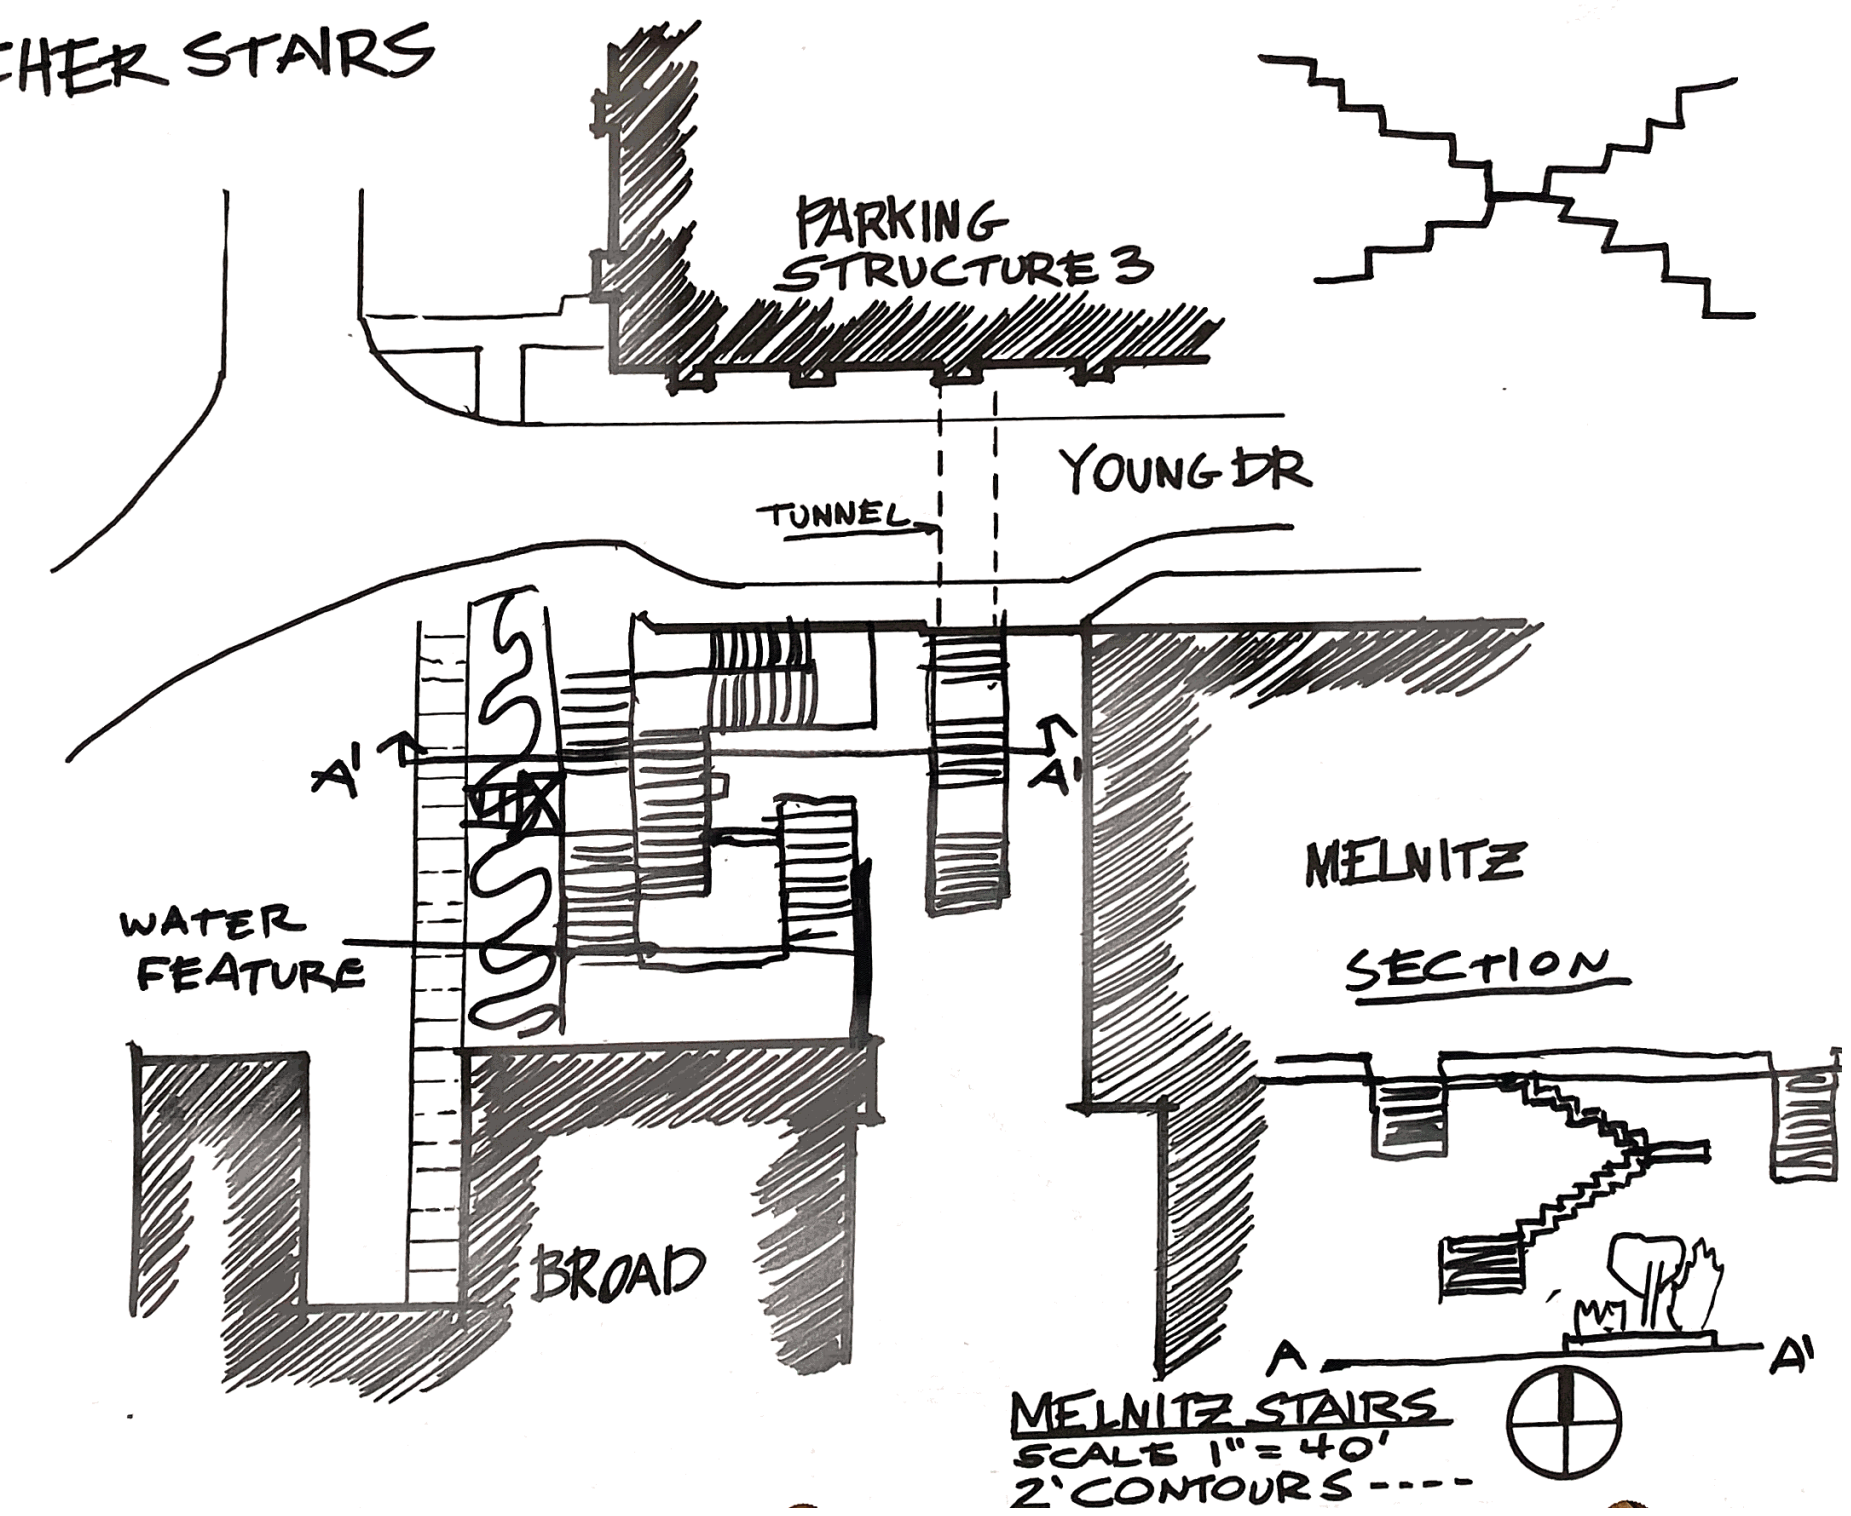 STAIRS
PARKING
STRUCTURE 3
YOUNG DR
TUNNEL
A'
A'
WATER
FEATURE
MELNITZ
SECTION
BROAD
A
A'
MELNITZ STAIRS
SCALE 1" = 40'
2' CONTOURS ----